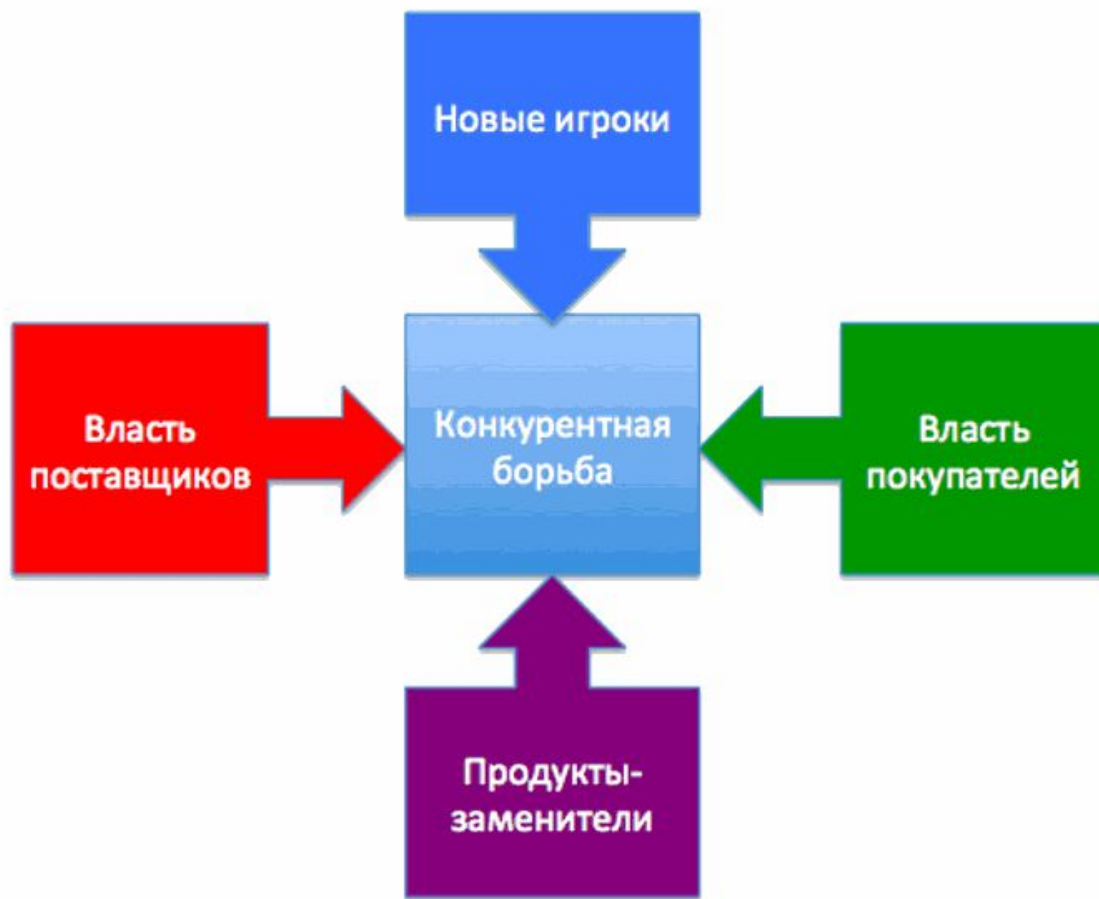 Новые игроки
Власть
поставщиков
Конкурентная
борьба
Власть
покупателей
Продукты-
заменители